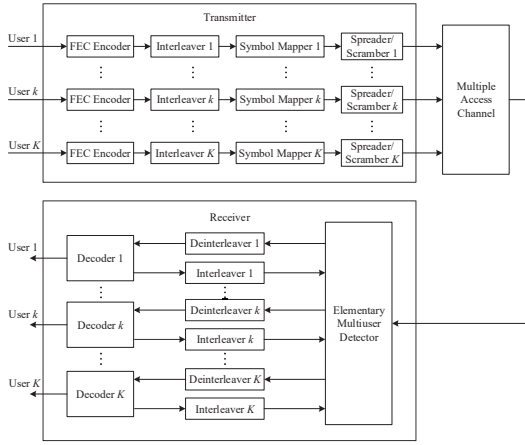 Transmitter
User 1
FEC Encoder
Interleaver 1
Symbol Mapper 1
Spreader/
Scramber 1
User k
FEC Encoder
Interleaver k
Symbol Mapper k
Spreader/
Scramber k
User K
FEC Encoder
Interleaver K
Symbol Mapper K
Spreader/
Scramber K
Multiple
Access
Channel
Receiver
User 1
Decoder 1
Deinterleaver 1
Interleaver 1
User k
Decoder k
Deinterleaver k
Interleaver k
User K
Decoder K
Deinterleaver K
Interleaver K
Elementary
Multiuser
Detector